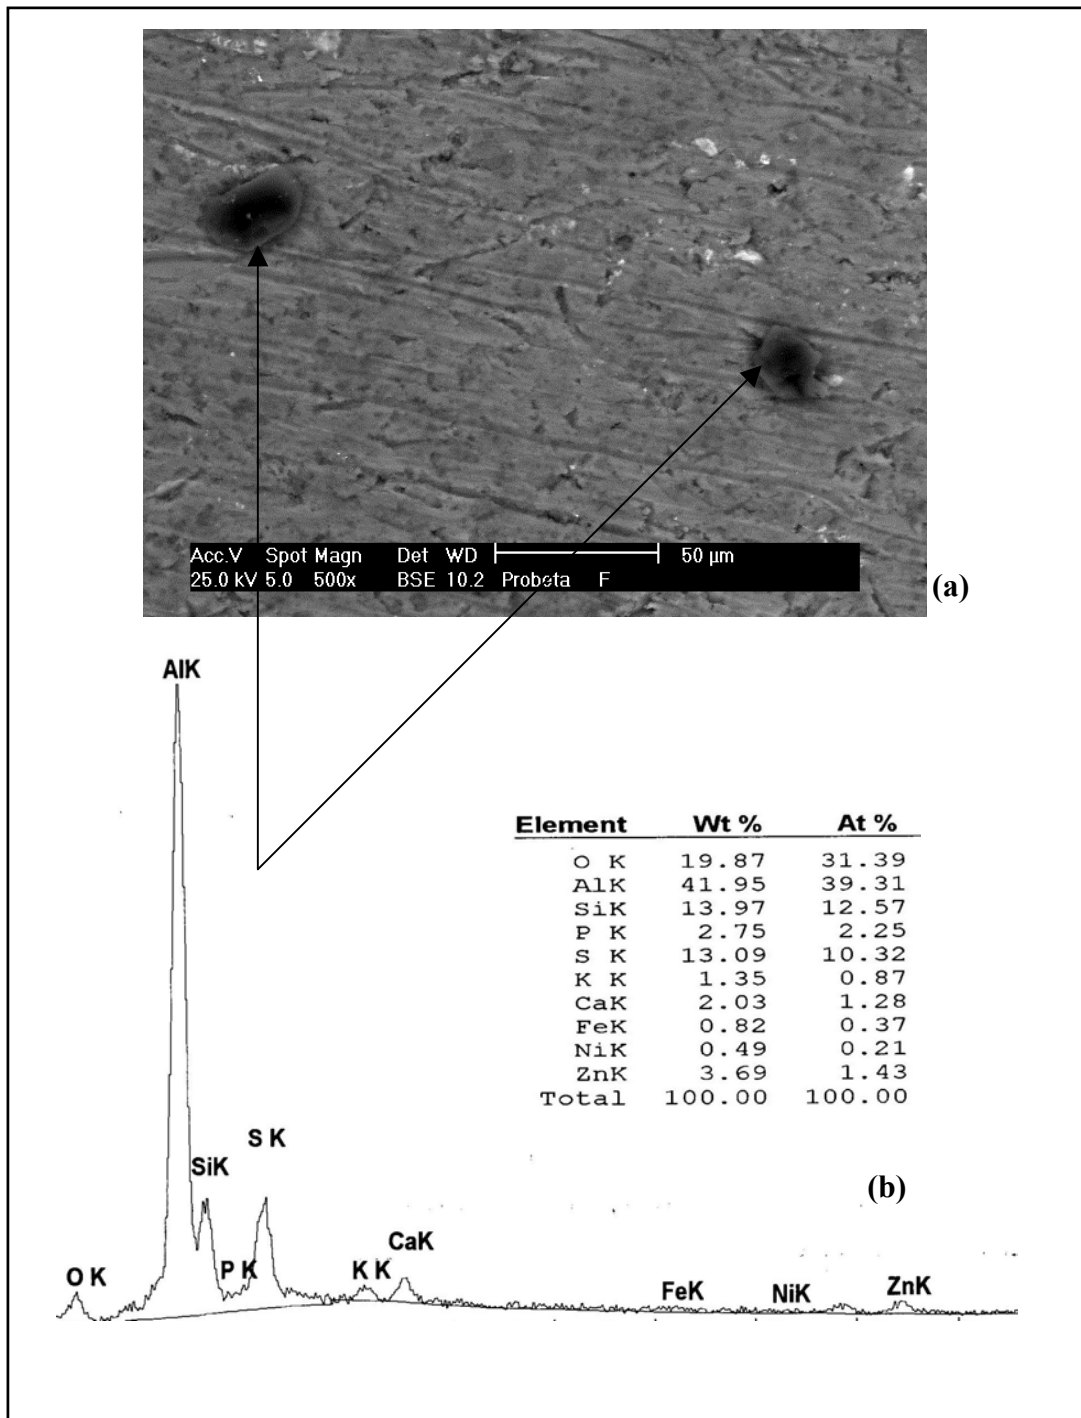 Acc.V Spot Magn Det WD 50 µm
25.0 kV 5.0 500x BSE 10.2 Probeta F
(a)
AlK
Element Wt % At %
O K 19.87 31.39
AlK 41.95 39.31
SiK 13.97 12.57
P K 2.75 2.25
S K 13.09 10.32
K K 1.35 0.87
CaK 2.03 1.28
FeK 0.82 0.37
NiK 0.49 0.21
ZnK 3.69 1.43
Total 100.00 100.00
S K
SiK
(b)
CaK
O K P K K K
FeK NiK ZnK